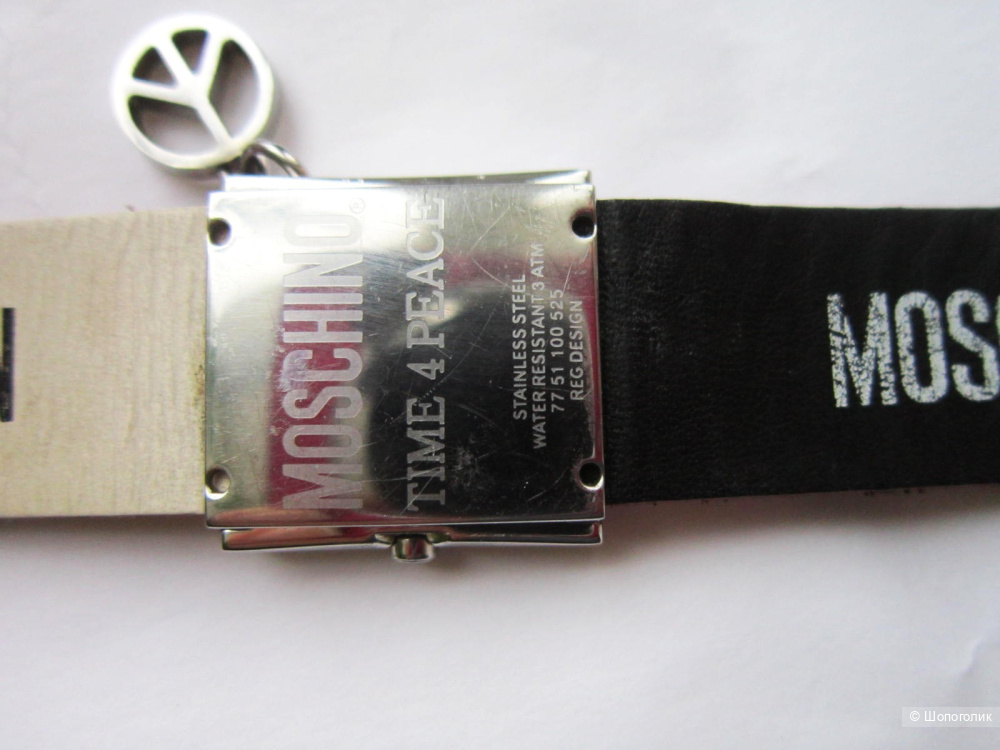 MOSCHINO®
TIME 4 PEACE
STAINLESS STEEL
WATER RESISTANT 3 ATM
77 51 100 525
REG DESIGN
MOS
© Шопоголик